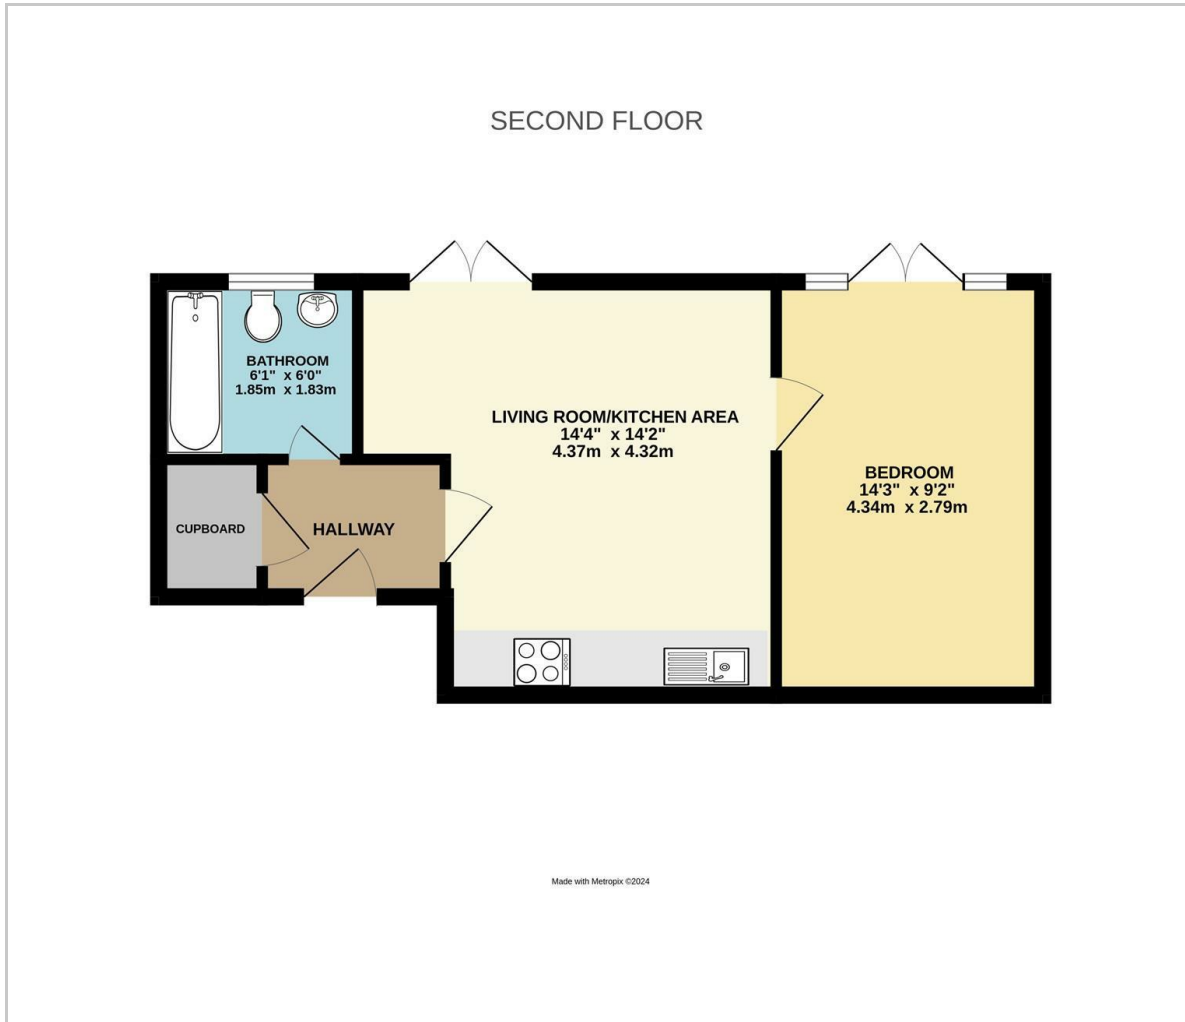 SECOND FLOOR
BATHROOM
6'1" x 6'0"
1.85m x 1.83m
LIVING ROOM/KITCHEN AREA
14'4" x 14'2"
4.37m x 4.32m
BEDROOM
14'3" x 9'2"
4.34m x 2.79m
CUPBOARD
HALLWAY
Made with Metropix ©2024